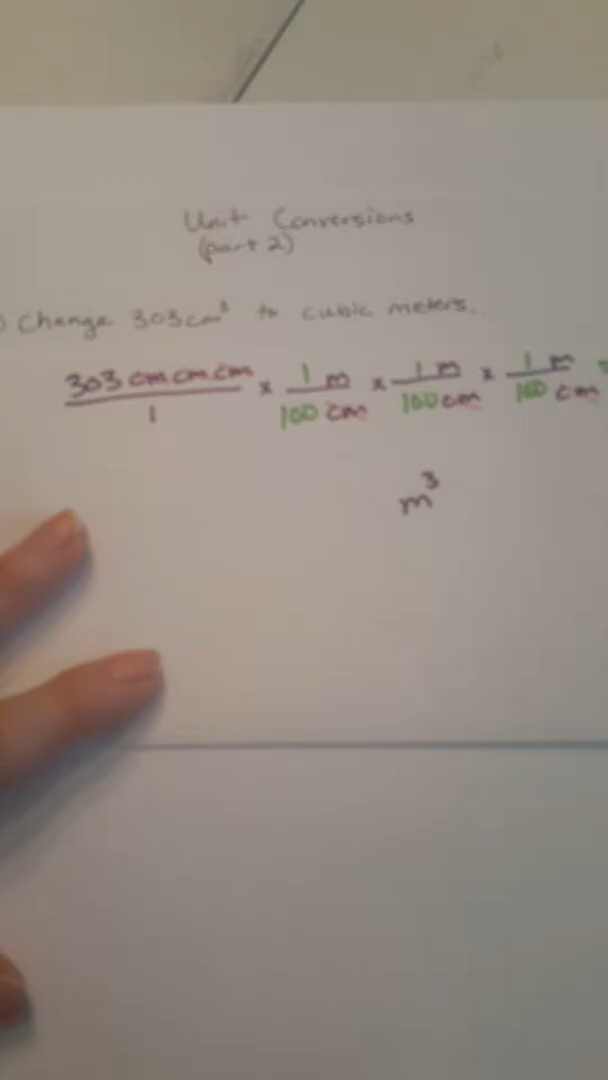 Unit Conversions
(part 2)
) Change 303cm³ to cubic meters.
303 cm cm cm / 1 x 1 m / 100 cm x 1 m / 100 cm x 1 m / 100 cm =
m³